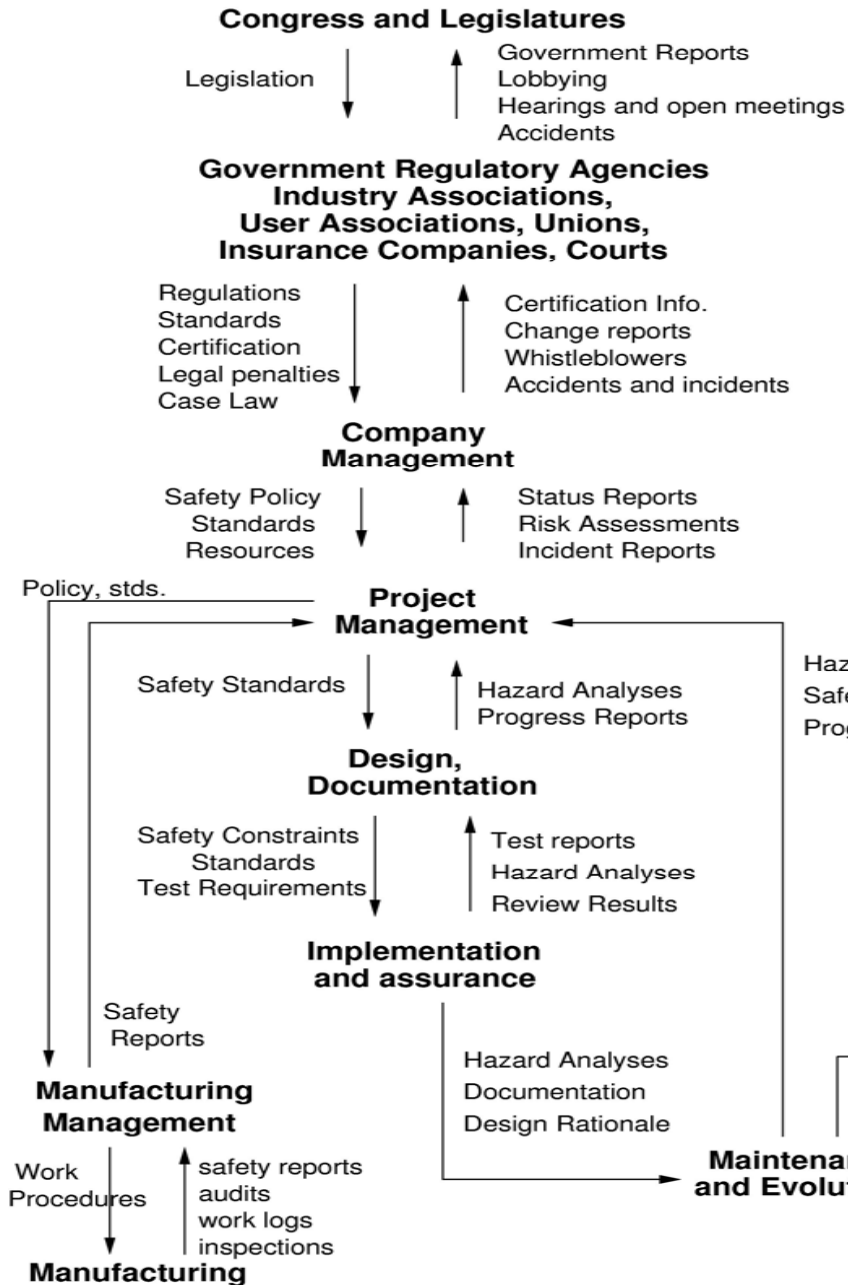 Congress and Legislatures
Legislation
Government Reports
Lobbying
Hearings and open meetings
Accidents
Government Regulatory Agencies
Industry Associations,
User Associations, Unions,
Insurance Companies, Courts
Regulations
Standards
Certification
Legal penalties
Case Law
Certification Info.
Change reports
Whistleblowers
Accidents and incidents
Company
Management
Safety Policy
Standards
Resources
Status Reports
Risk Assessments
Incident Reports
Policy, stds.
Project
Management
Safety Standards
Hazard Analyses
Progress Reports
Design,
Documentation
Safety Constraints
Standards
Test Requirements
Test reports
Hazard Analyses
Review Results
Implementation
and assurance
Safety
Reports
Hazard Analyses
Documentation
Design Rationale
Manufacturing
Management
Work
Procedures
safety reports
audits
work logs
inspections
Manufacturing
and